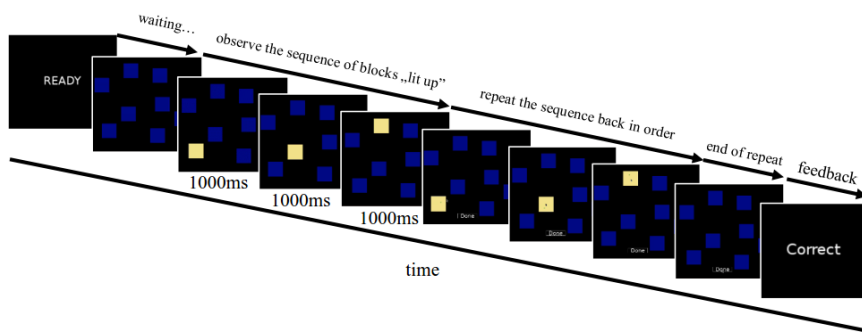 waiting…
observe the sequence of blocks „lit up”
repeat the sequence back in order
end of repeat
feedback
READY
1000ms
1000ms
1000ms
Done
Done
Done
Done
Correct
time